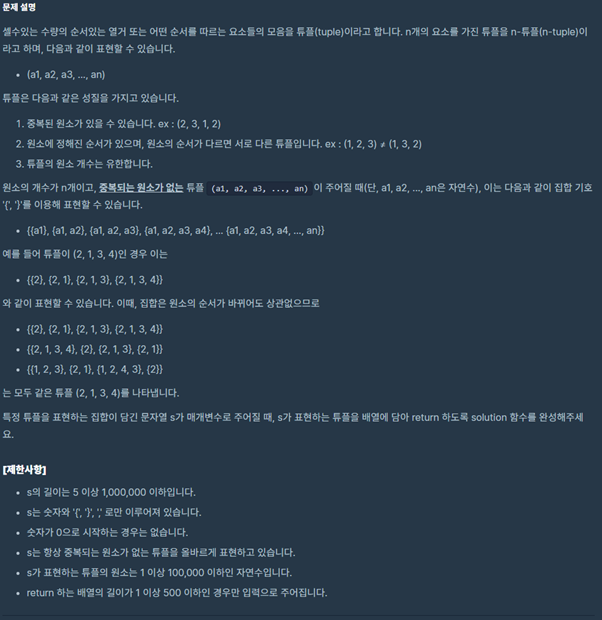 문제 설명
셀수있는 수량의 순서있는 열거 또는 어떤 순서를 따르는 요소들의 모음을 튜플(tuple)이라고 합니다. n개의 요소를 가진 튜플을 n-튜플(n-tuple)이
라고 하며, 다음과 같이 표현할 수 있습니다.
• (a1, a2, a3, ..., an)
튜플은 다음과 같은 성질을 가지고 있습니다.
1. 중복된 원소가 있을 수 있습니다. ex : (2, 3, 1, 2)
2. 원소에 정해진 순서가 있으며, 원소의 순서가 다르면 서로 다른 튜플입니다. ex : (1, 2, 3) ≠ (1, 3, 2)
3. 튜플의 원소 개수는 유한합니다.
원소의 개수가 n개이고, 중복되는 원소가 없는 튜플 (a1, a2, a3, ..., an) 이 주어질 때(단, a1, a2, ..., an은 자연수), 이는 다음과 같이 집합 기호
'{', '}'를 이용해 표현할 수 있습니다.
• {{a1}, {a1, a2}, {a1, a2, a3}, {a1, a2, a3, a4}, ... {a1, a2, a3, a4, ..., an}}
예를 들어 튜플이 (2, 1, 3, 4)인 경우 이는
• {{2}, {2, 1}, {2, 1, 3}, {2, 1, 3, 4}}
와 같이 표현할 수 있습니다. 이때, 집합은 원소의 순서가 바뀌어도 상관없으므로
• {{2}, {2, 1}, {2, 1, 3}, {2, 1, 3, 4}}
• {{2, 1, 3, 4}, {2}, {2, 1, 3}, {2, 1}}
• {{1, 2, 3}, {2, 1}, {1, 2, 4, 3}, {2}}
는 모두 같은 튜플 (2, 1, 3, 4)를 나타냅니다.
특정 튜플을 표현하는 집합이 담긴 문자열 s가 매개변수로 주어질 때, s가 표현하는 튜플을 배열에 담아 return 하도록 solution 함수를 완성해주세
요.
[제한사항]
• s의 길이는 5 이상 1,000,000 이하입니다.
• s는 숫자와 '{', '}', ',' 로만 이루어져 있습니다.
• 숫자가 0으로 시작하는 경우는 없습니다.
• s는 항상 중복되는 원소가 없는 튜플을 올바르게 표현하고 있습니다.
• s가 표현하는 튜플의 원소는 1 이상 100,000 이하인 자연수입니다.
• return 하는 배열의 길이가 1 이상 500 이하인 경우만 입력으로 주어집니다.